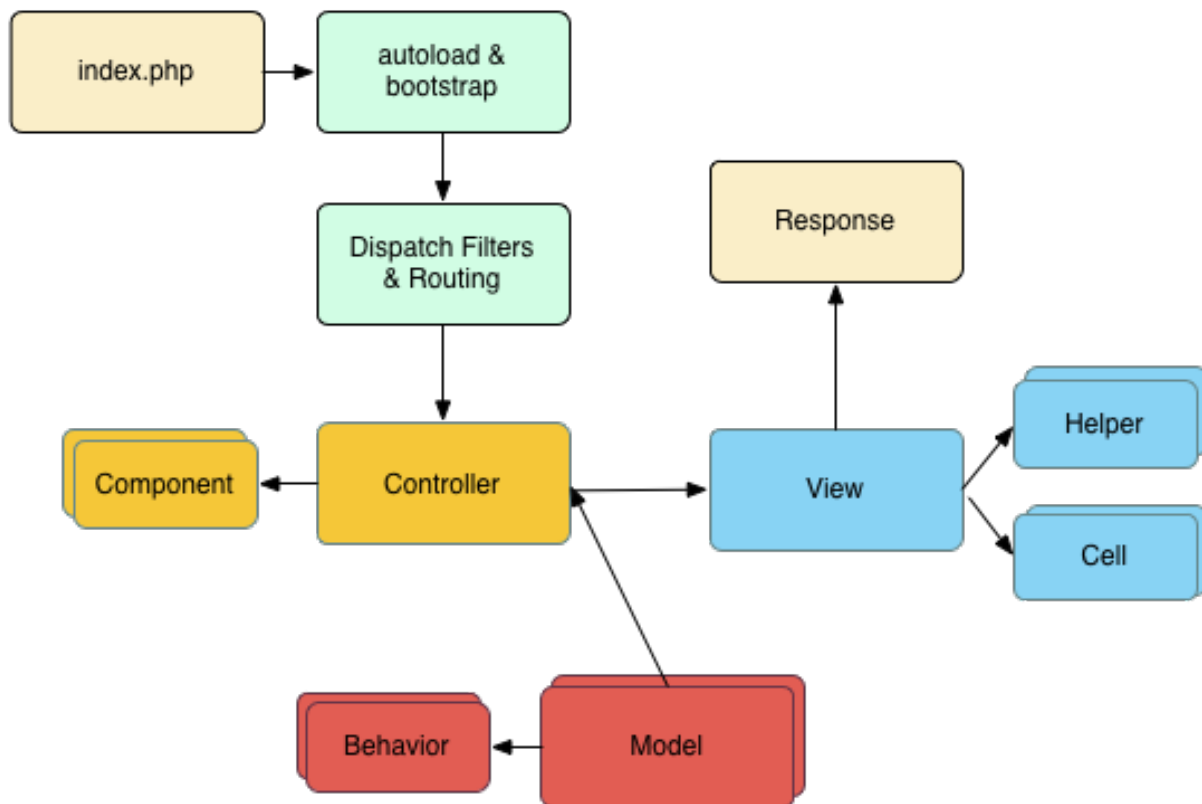 index.php
autoload &
bootstrap
Dispatch Filters
& Routing
Response
Component
Controller
View
Helper
Cell
Behavior
Model